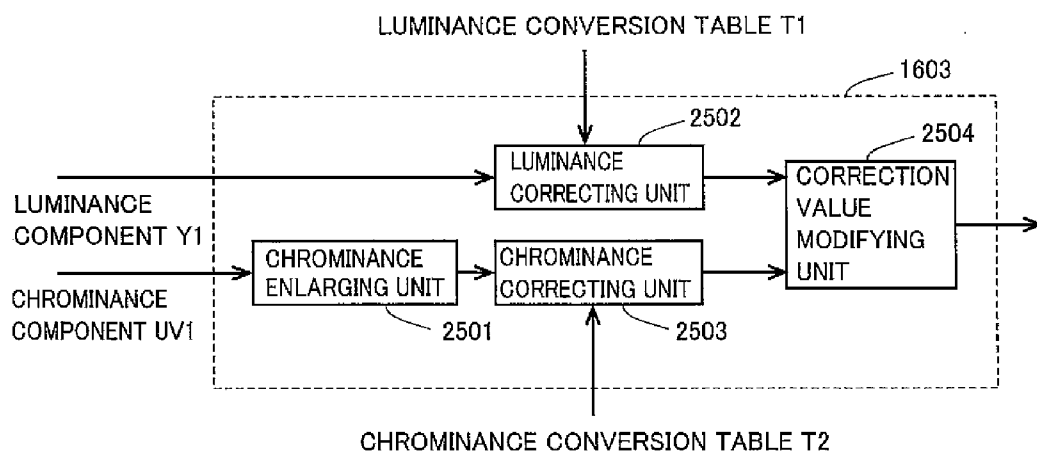 LUMINANCE CONVERSION TABLE T1
1603
2502
2504
LUMINANCE
CORRECTING UNIT
CORRECTION
VALUE
MODIFYING
UNIT
LUMINANCE
COMPONENT Y1
CHROMINANCE
ENLARGING UNIT
CHROMINANCE
CORRECTING UNIT
CHROMINANCE
COMPONENT UV1
2501
2503
CHROMINANCE CONVERSION TABLE T2